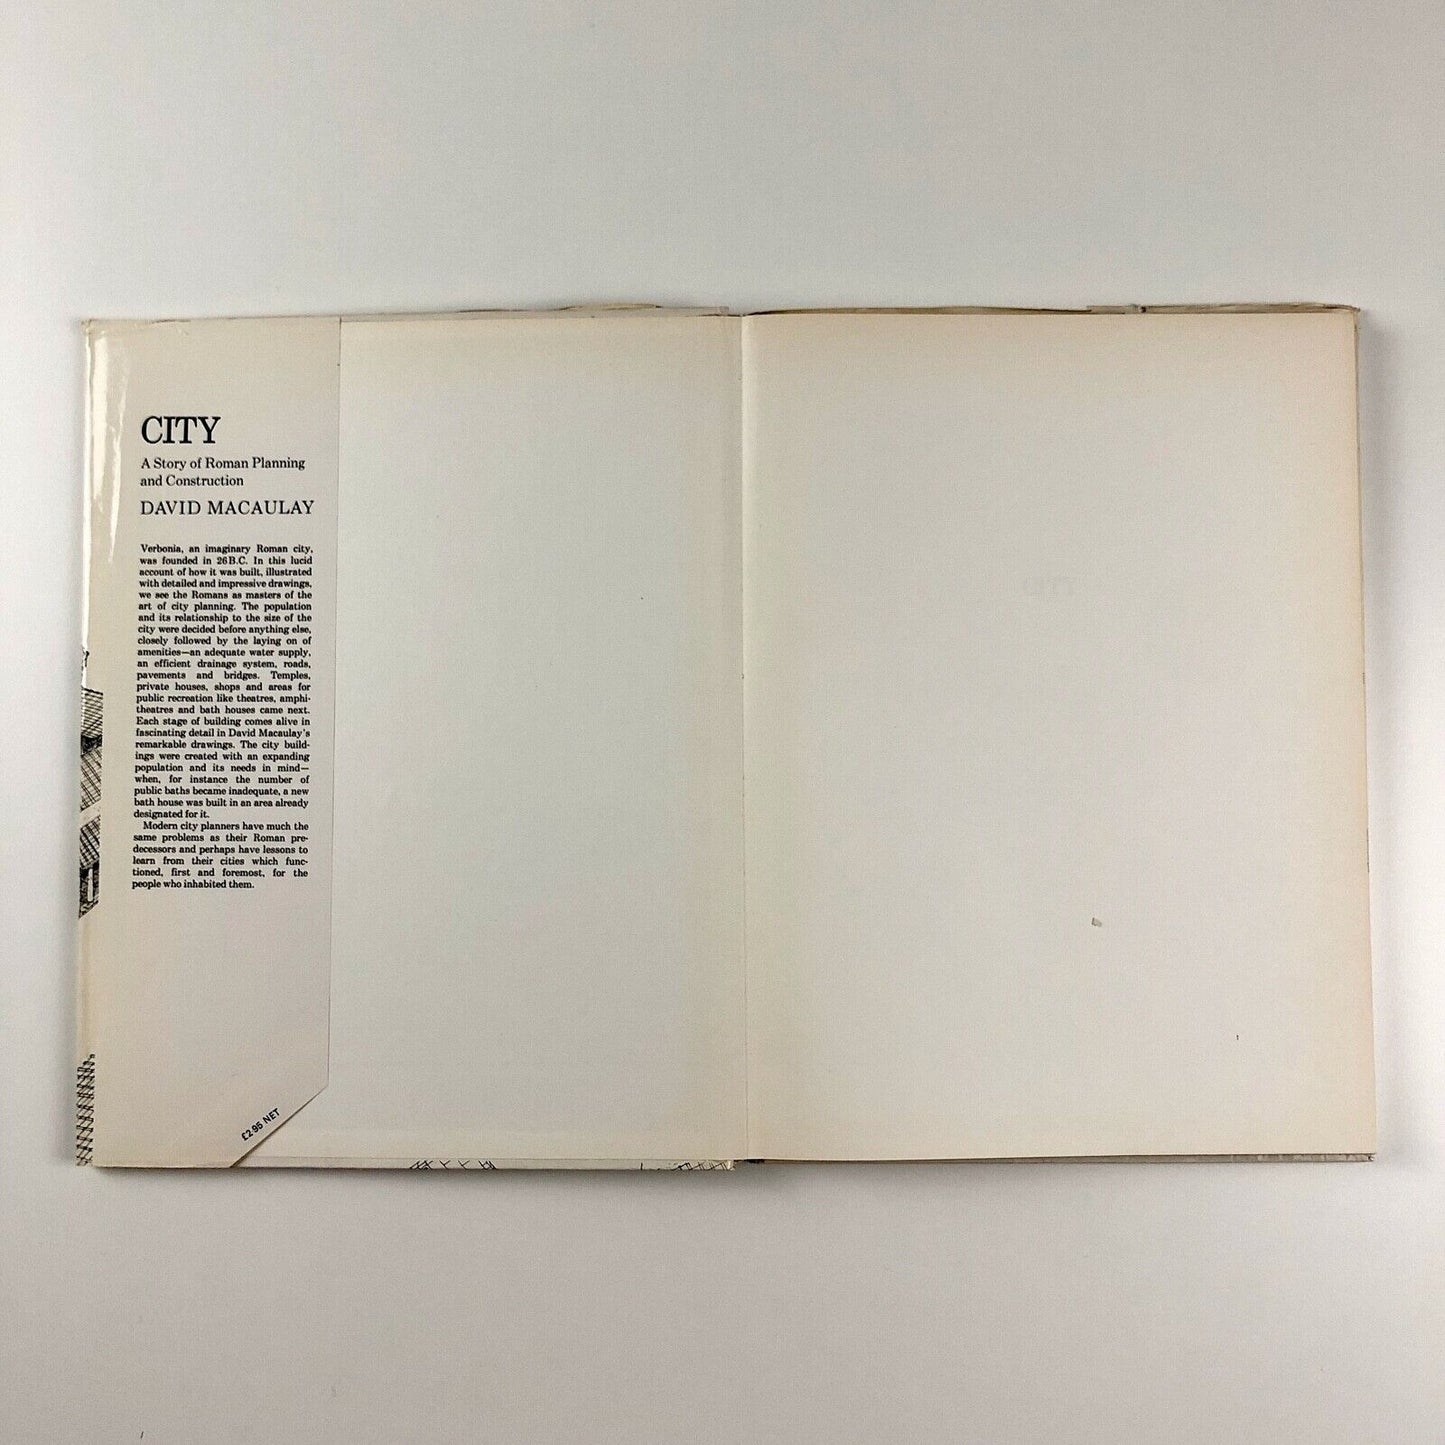 CITY
A Story of Roman Planning
and Construction
DAVID MACAULAY
Verbonia, an imaginary Roman city,
was founded in 26 B.C. In this lucid
account of how it was built, illustrated
with detailed and impressive drawings,
we see the Romans as masters of the
art of city planning. The population
and its relationship to the size of the
city were decided before anything else,
closely followed by the laying on of
amenities—an adequate water supply,
an efficient drainage system, roads,
pavements and bridges. Temples,
private houses, shops and areas for
public recreation like theatres, amphi-
theatres and bath houses came next.
Each stage of building comes alive in
fascinating detail in David Macaulay's
remarkable drawings. The city build-
ings were created with an expanding
population and its needs in mind—
when, for instance the number of
public baths became inadequate, a new
bath house was built in an area already
designated for it.
Modern city planners have much the
same problems as their Roman pre-
decessors and perhaps have lessons to
learn from their cities which func-
tioned, first and foremost, for the
people who inhabited them.
£2·95 NET